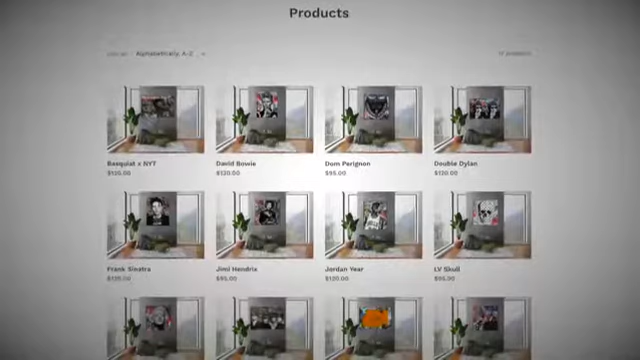 Products
Alphabetically, A-Z
Basquiat x NYT
David Bowie
Dom Perignon
Double Dylan
$120.00
$95.00
$120.00
Frank Sinatra
Jimi Hendrix
Jordan Year
LV Skull
$120.00
$95.00
$120.00
$95.00